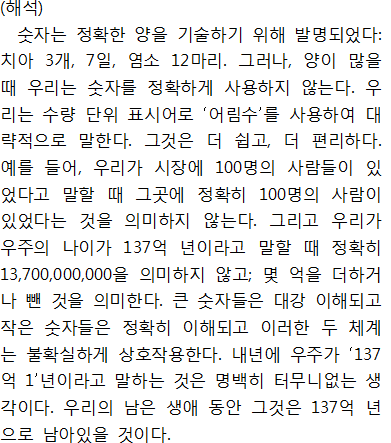 (해석)
숫자는 정확한 양을 기술하기 위해 발명되었다:
치아 3개, 7일, 염소 12마리. 그러나, 양이 많을
때 우리는 숫자를 정확하게 사용하지 않는다. 우
리는 수량 단위 표시어로 ‘어림수’를 사용하여 대
략적으로 말한다. 그것은 더 쉽고, 더 편리하다.
예를 들어, 우리가 시장에 100명의 사람들이 있
었다고 말할 때 그곳에 정확히 100명의 사람이
있었다는 것을 의미하지 않는다. 그리고 우리가
우주의 나이가 137억 년이라고 말할 때 정확히
13,700,000,000을 의미하지 않고; 몇 억을 더하거
나 뺀 것을 의미한다. 큰 숫자들은 대강 이해되고
작은 숫자들은 정확히 이해되고 이러한 두 체계
는 불확실하게 상호작용한다. 내년에 우주가 ‘137
억 1’년이라고 말하는 것은 명백히 터무니없는 생
각이다. 우리의 남은 생애 동안 그것은 137억 년
으로 남아있을 것이다.